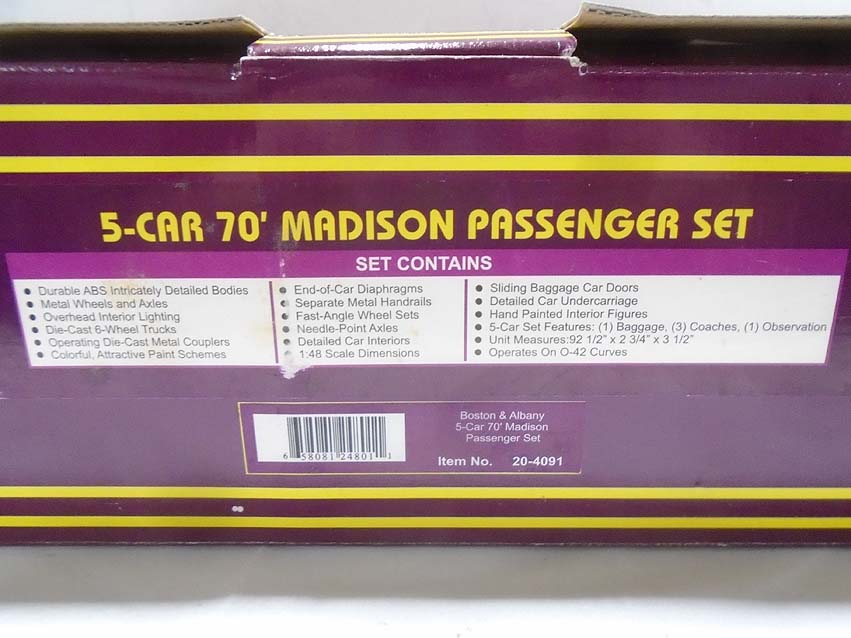 5-CAR 70' MADISON PASSENGER SET
SET CONTAINS
• Durable ABS Intricately Detailed Bodies
• Metal Wheels and Axles
• Overhead Interior Lighting
• Die-Cast 6-Wheel Trucks
• Operating Die-Cast Metal Couplers
• Colorful, Attractive Paint Schemes
• End-of-Car Diaphragms
• Separate Metal Handrails
• Fast-Angle Wheel Sets
• Needle-Point Axles
• Detailed Car Interiors
• 1:48 Scale Dimensions
• Sliding Baggage Car Doors
• Detailed Car Undercarriage
• Hand Painted Interior Figures
• 5-Car Set Features: (1) Baggage, (3) Coaches, (1) Observation
• Unit Measures:92 1/2" x 2 3/4" x 3 1/2"
• Operates On O-42 Curves
6 58081 24801 1
Boston & Albany
5-Car 70' Madison
Passenger Set
Item No. 20-4091